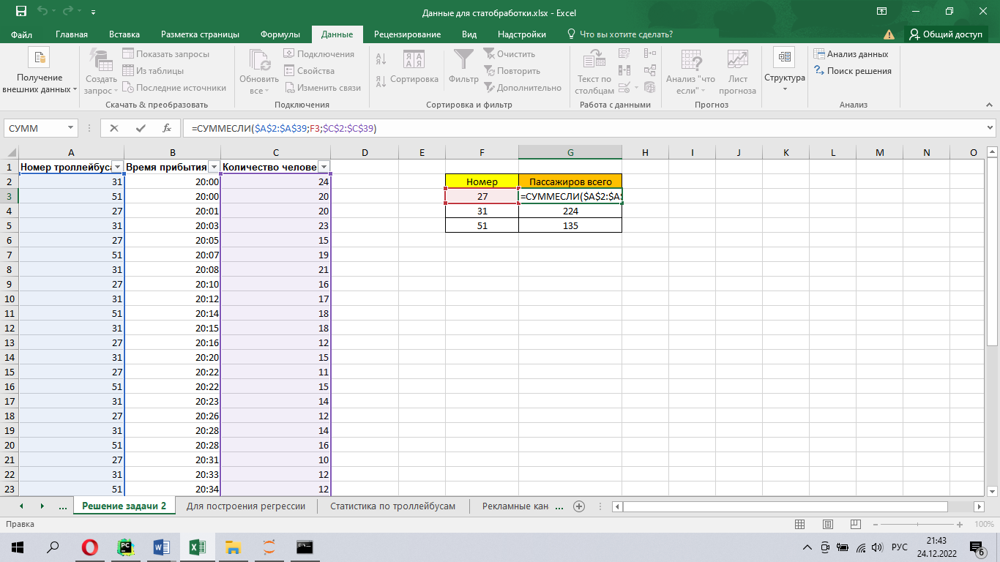 Данные для статобработки.xlsx - Excel
Файл Главная Вставка Разметка страницы Формулы Данные Рецензирование Вид Надстройки Что вы хотите сделать? Общий доступ
Получение внешних данных
Создать запрос
Показать запросы
Из таблицы
Последние источники
Скачать & преобразовать
Обновить все
Подключения
Свойства
Изменить связи
Подключения
Сортировка
Фильтр
Очистить
Повторить
Дополнительно
Сортировка и фильтр
Текст по столбцам
Работа с данными
Анализ "что если"
Лист прогноза
Прогноз
Структура
Анализ данных
Поиск решения
Анализ
СУММ fx =СУММЕСЛИ($A$2:$A$39;F3;$C$2:$C$39)
A B C D E F G H I J K L M N O
1 Номер троллейбуса Время прибытия Количество челове
2 31 20:00 24 Номер Пассажиров всего
3 51 20:00 20 27 =СУММЕСЛИ($A$2:$A$
4 27 20:01 20 31 224
5 31 20:03 23 51 135
6 27 20:05 15
7 51 20:07 19
8 31 20:08 21
9 27 20:10 16
10 31 20:12 17
11 51 20:14 18
12 31 20:15 18
13 27 20:16 12
14 31 20:20 15
15 27 20:22 11
16 51 20:22 15
17 31 20:23 14
18 27 20:26 12
19 31 20:28 14
20 51 20:28 16
21 27 20:31 10
22 31 20:33 12
23 51 20:34 12
... Решение задачи 2 Для построения регрессии Статистика по троллейбусам Рекламные кан ...
Правка 100%
PC W X C:\. РУС 21:43
24.12.2022 6